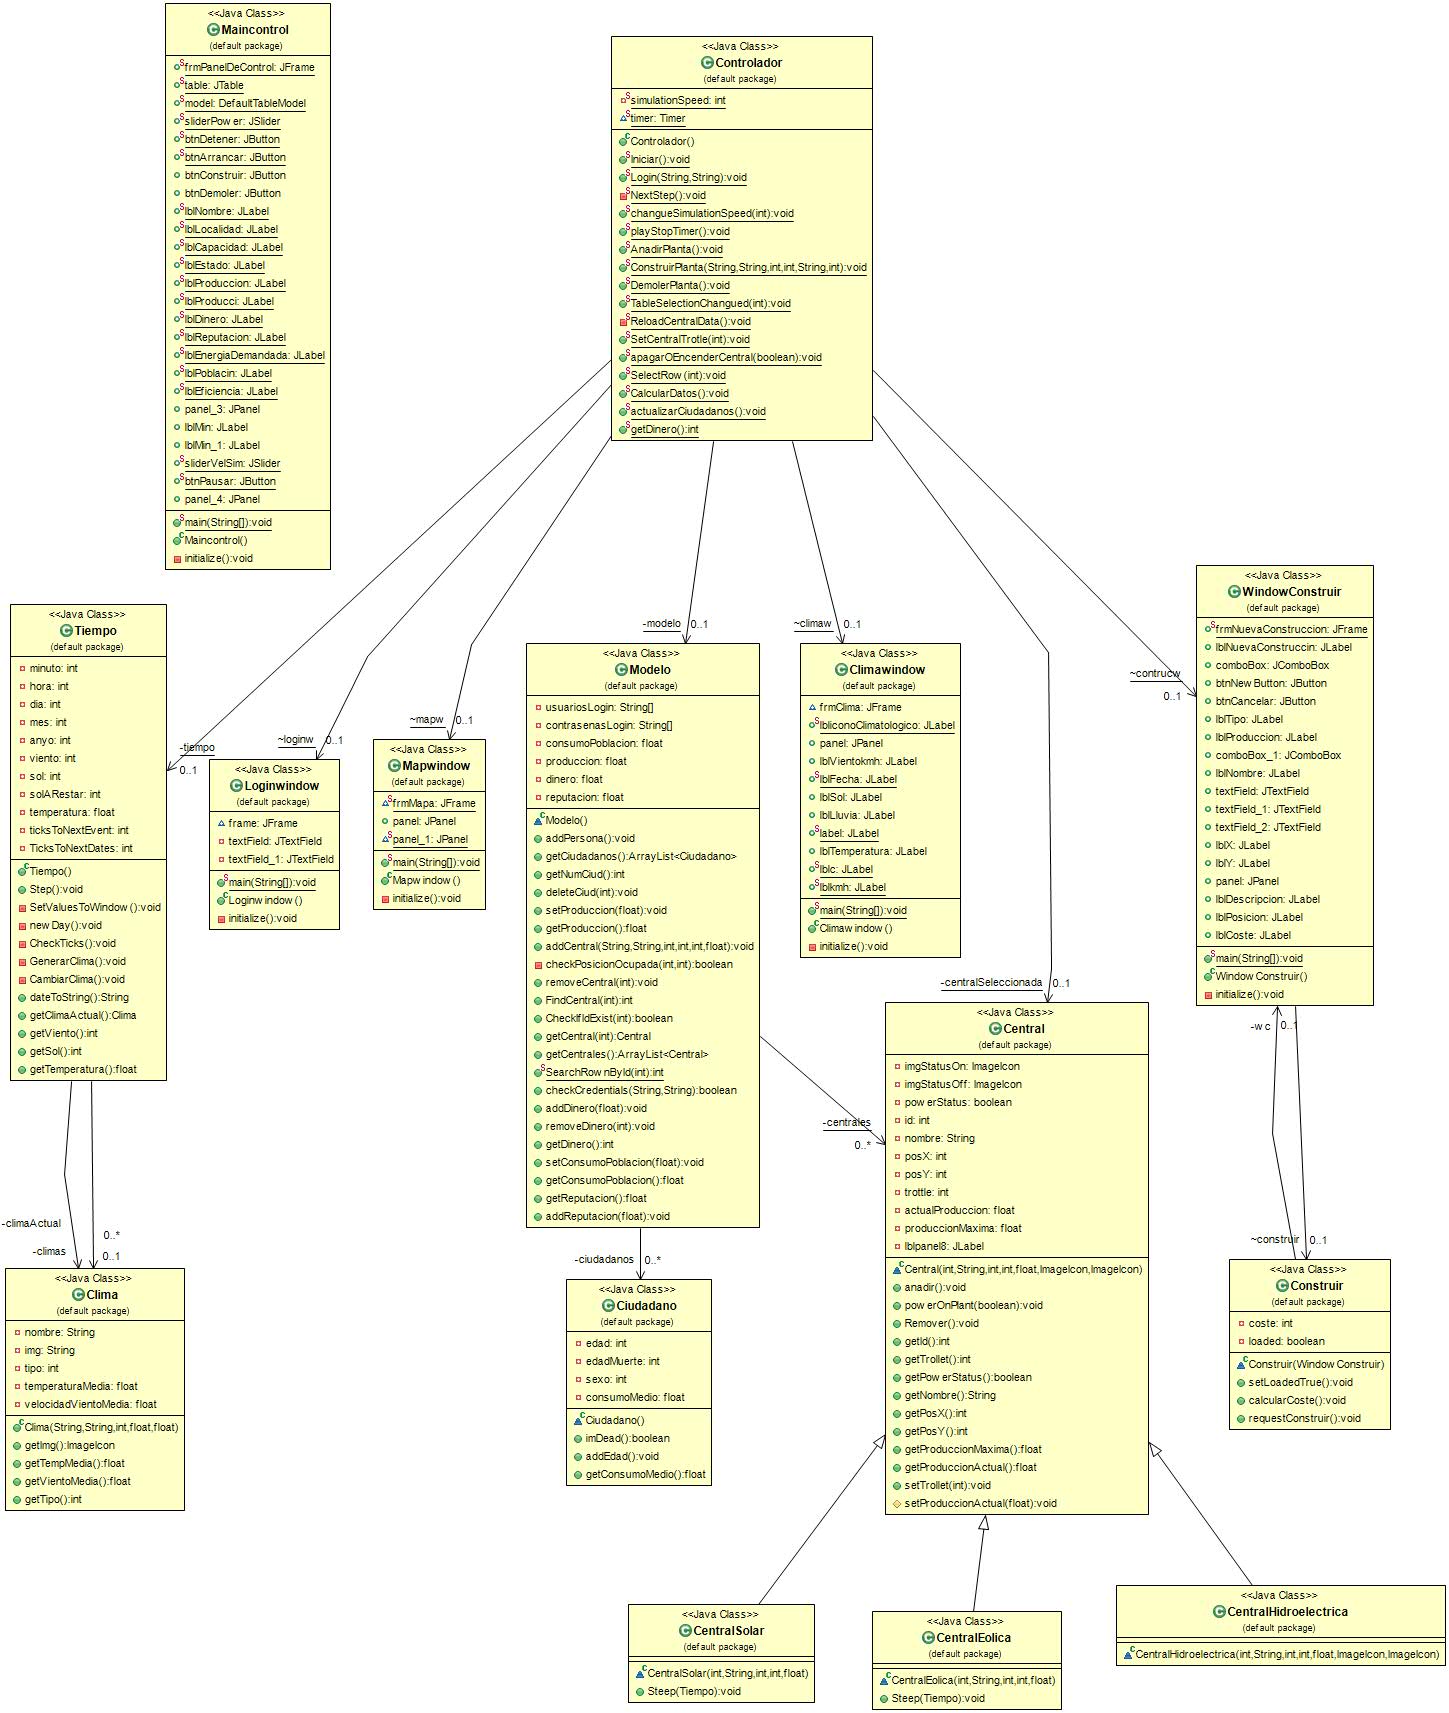 <<Java Class>>
Maincontrol
(default package)
frmPanelDeControl: JFrame
table: JTable
model: DefaultTableModel
sliderPower: JSlider
btnDetener: JButton
btnArrancar: JButton
btnConstruir: JButton
btnDemoler: JButton
lblNombre: JLabel
lblLocalidad: JLabel
lblCapacidad: JLabel
lblEstado: JLabel
lblProduccion: JLabel
lblProducci: JLabel
lblDinero: JLabel
lblReputacion: JLabel
lblEnergiaDemandada: JLabel
lblPoblacin: JLabel
lblEficiencia: JLabel
panel_3: JPanel
lblMin: JLabel
lblMin_1: JLabel
sliderVelSim: JSlider
btnPausar: JButton
panel_4: JPanel
main(String[]):void
Maincontrol()
initialize():void
<<Java Class>>
Controlador
(default package)
simulationSpeed: int
timer: Timer
Controlador()
Iniciar():void
Login(String,String):void
NextStep():void
changueSimulationSpeed(int):void
playStopTimer():void
AnadirPlanta():void
ConstruirPlanta(String,String,int,int,String,int):void
DemolerPlanta():void
TableSelectionChangued(int):void
ReloadCentralData():void
SetCentralTrotle(int):void
apagarOEncenderCentral(boolean):void
SelectRow(int):void
CalcularDatos():void
actualizarCiudadanos():void
getDinero():int
-tiempo
0..1
~loginw
0..1
~mapw
0..1
-modelo
0..1
~climaw
0..1
-centralSeleccionada
0..1
~contrucw
0..1
<<Java Class>>
Tiempo
(default package)
minuto: int
hora: int
dia: int
mes: int
anyo: int
viento: int
sol: int
solARestar: int
temperatura: float
ticksToNextEvent: int
TicksToNextDates: int
Tiempo()
Step():void
SetValuesToWindow():void
newDay():void
CheckTicks():void
GenerarClima():void
CambiarClima():void
dateToString():String
getClimaActual():Clima
getViento():int
getSol():int
getTemperatura():float
<<Java Class>>
Loginwindow
(default package)
frame: JFrame
textField: JTextField
textField_1: JTextField
main(String[]):void
Loginwindow()
initialize():void
<<Java Class>>
Mapwindow
(default package)
frmMapa: JFrame
panel: JPanel
panel_1: JPanel
main(String[]):void
Mapwindow()
initialize():void
<<Java Class>>
Modelo
(default package)
usuariosLogin: String[]
contrasenasLogin: String[]
consumoPoblacion: float
produccion: float
dinero: float
reputacion: float
Modelo()
addPersona():void
getCiudadanos():ArrayList<Ciudadano>
getNumCiud():int
deleteCiud(int):void
setProduccion(float):void
getProduccion():float
addCentral(String,String,int,int,int,float):void
checkPosicionOcupada(int,int):boolean
removeCentral(int):void
FindCentral(int):int
CheckIfIdExist(int):boolean
getCentral(int):Central
getCentrales():ArrayList<Central>
SearchRownById(int):int
checkCredentials(String,String):boolean
addDinero(float):void
removeDinero(int):void
getDinero():int
setConsumoPoblacion(float):void
getConsumoPoblacion():float
getReputacion():float
addReputacion(float):void
<<Java Class>>
Climawindow
(default package)
frmClima: JFrame
lbliconoClimatologico: JLabel
panel: JPanel
lblVientokmh: JLabel
lblFecha: JLabel
lblSol: JLabel
lblLluvia: JLabel
label: JLabel
lblTemperatura: JLabel
lblc: JLabel
lblkmh: JLabel
main(String[]):void
Climawindow()
initialize():void
<<Java Class>>
WindowConstruir
(default package)
frmNuevaConstruccion: JFrame
lblNuevaConstruccin: JLabel
comboBox: JComboBox
btnNewButton: JButton
btnCancelar: JButton
lblTipo: JLabel
lblProduccion: JLabel
comboBox_1: JComboBox
lblNombre: JLabel
textField: JTextField
textField_1: JTextField
textField_2: JTextField
lblX: JLabel
lblY: JLabel
panel: JPanel
lblDescripcion: JLabel
lblPosicion: JLabel
lblCoste: JLabel
main(String[]):void
WindowConstruir()
initialize():void
-climaActual
-climas
0..*
0..1
-ciudadanos
0..*
-centrales
0..*
-wc
0..1
~construir
0..1
<<Java Class>>
Clima
(default package)
nombre: String
img: String
tipo: int
temperaturaMedia: float
velocidadVientoMedia: float
Clima(String,String,int,float,float)
getImg():ImageIcon
getTempMedia():float
getVientoMedia():float
getTipo():int
<<Java Class>>
Ciudadano
(default package)
edad: int
edadMuerte: int
sexo: int
consumoMedio: float
Ciudadano()
imDead():boolean
addEdad():void
getConsumoMedio():float
<<Java Class>>
Central
(default package)
imgStatusOn: ImageIcon
imgStatusOff: ImageIcon
powerStatus: boolean
id: int
nombre: String
posX: int
posY: int
trottle: int
actualProduccion: float
produccionMaxima: float
lblpanel8: JLabel
Central(int,String,int,int,float,ImageIcon,ImageIcon)
anadir():void
powerOnPlant(boolean):void
Remover():void
getId():int
getTrollet():int
getPowerStatus():boolean
getNombre():String
getPosX():int
getPosY():int
getProduccionMaxima():float
getProduccionActual():float
setTrollet(int):void
setProduccionActual(float):void
<<Java Class>>
Construir
(default package)
coste: int
loaded: boolean
Construir(WindowConstruir)
setLoadedTrue():void
calcularCoste():void
requestConstruir():void
<<Java Class>>
CentralSolar
(default package)
CentralSolar(int,String,int,int,float)
Steep(Tiempo):void
<<Java Class>>
CentralEolica
(default package)
CentralEolica(int,String,int,int,float)
Steep(Tiempo):void
<<Java Class>>
CentralHidroelectrica
(default package)
CentralHidroelectrica(int,String,int,int,float,ImageIcon,ImageIcon)